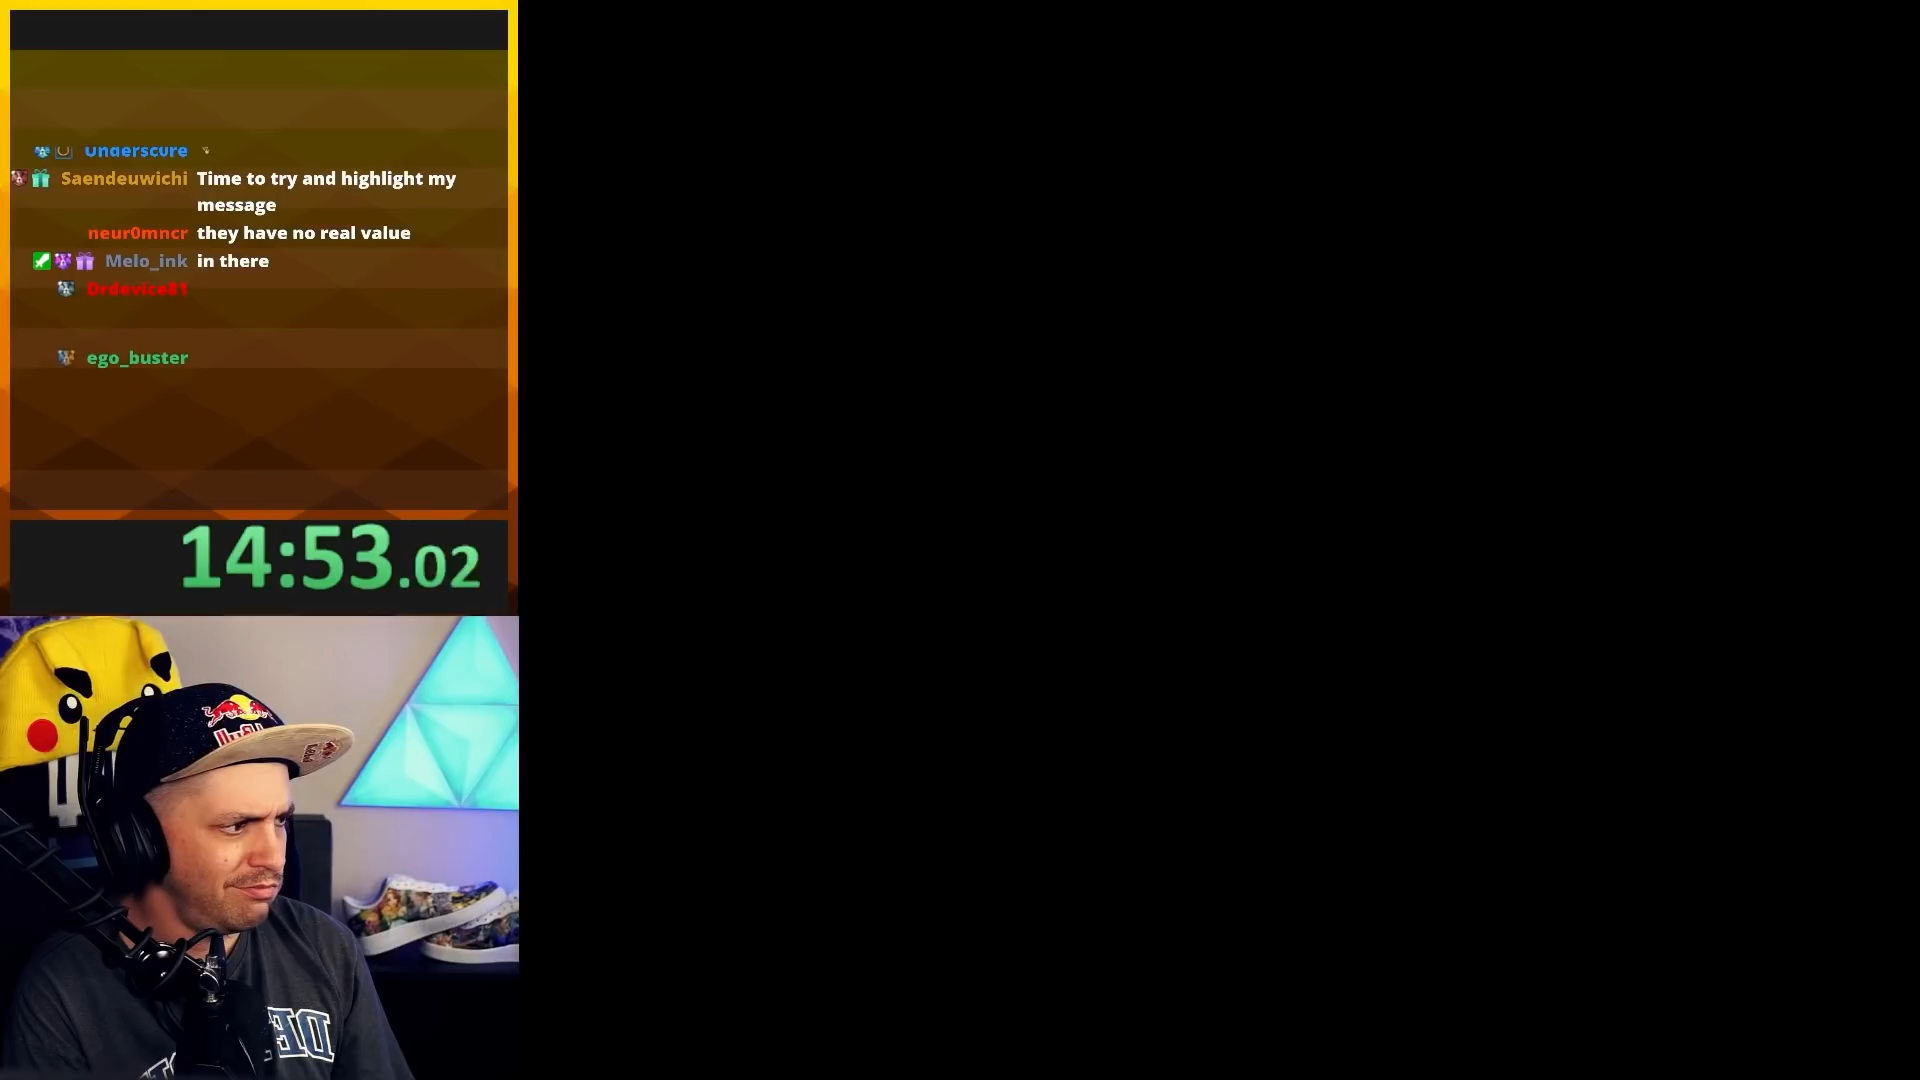 Underscure
Saendeuwichi Time to try and highlight my
message
neur0mncr they have no real value
Melo_ink in there
Drdevice81
ego_buster
14:53.02